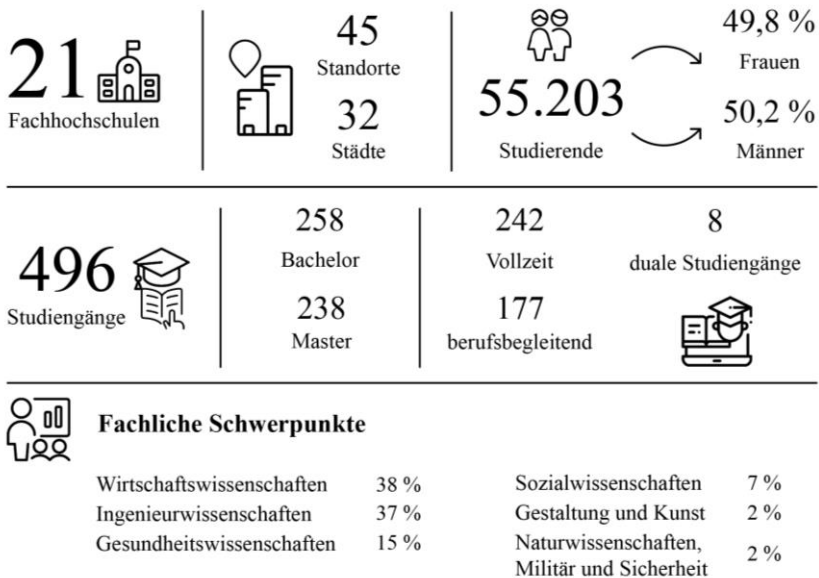 21
Fachhochschulen
45
Standorte
32
Städte
55.203
Studierende
49,8 %
Frauen
50,2 %
Männer
496
Studiengänge
258
Bachelor
238
Master
242
Vollzeit
177
berufsbegleitend
8
duale Studiengänge
Fachliche Schwerpunkte
Wirtschaftswissenschaften 38 %
Ingenieurwissenschaften 37 %
Gesundheitswissenschaften 15 %
Sozialwissenschaften 7 %
Gestaltung und Kunst 2 %
Naturwissenschaften,
Militär und Sicherheit 2 %